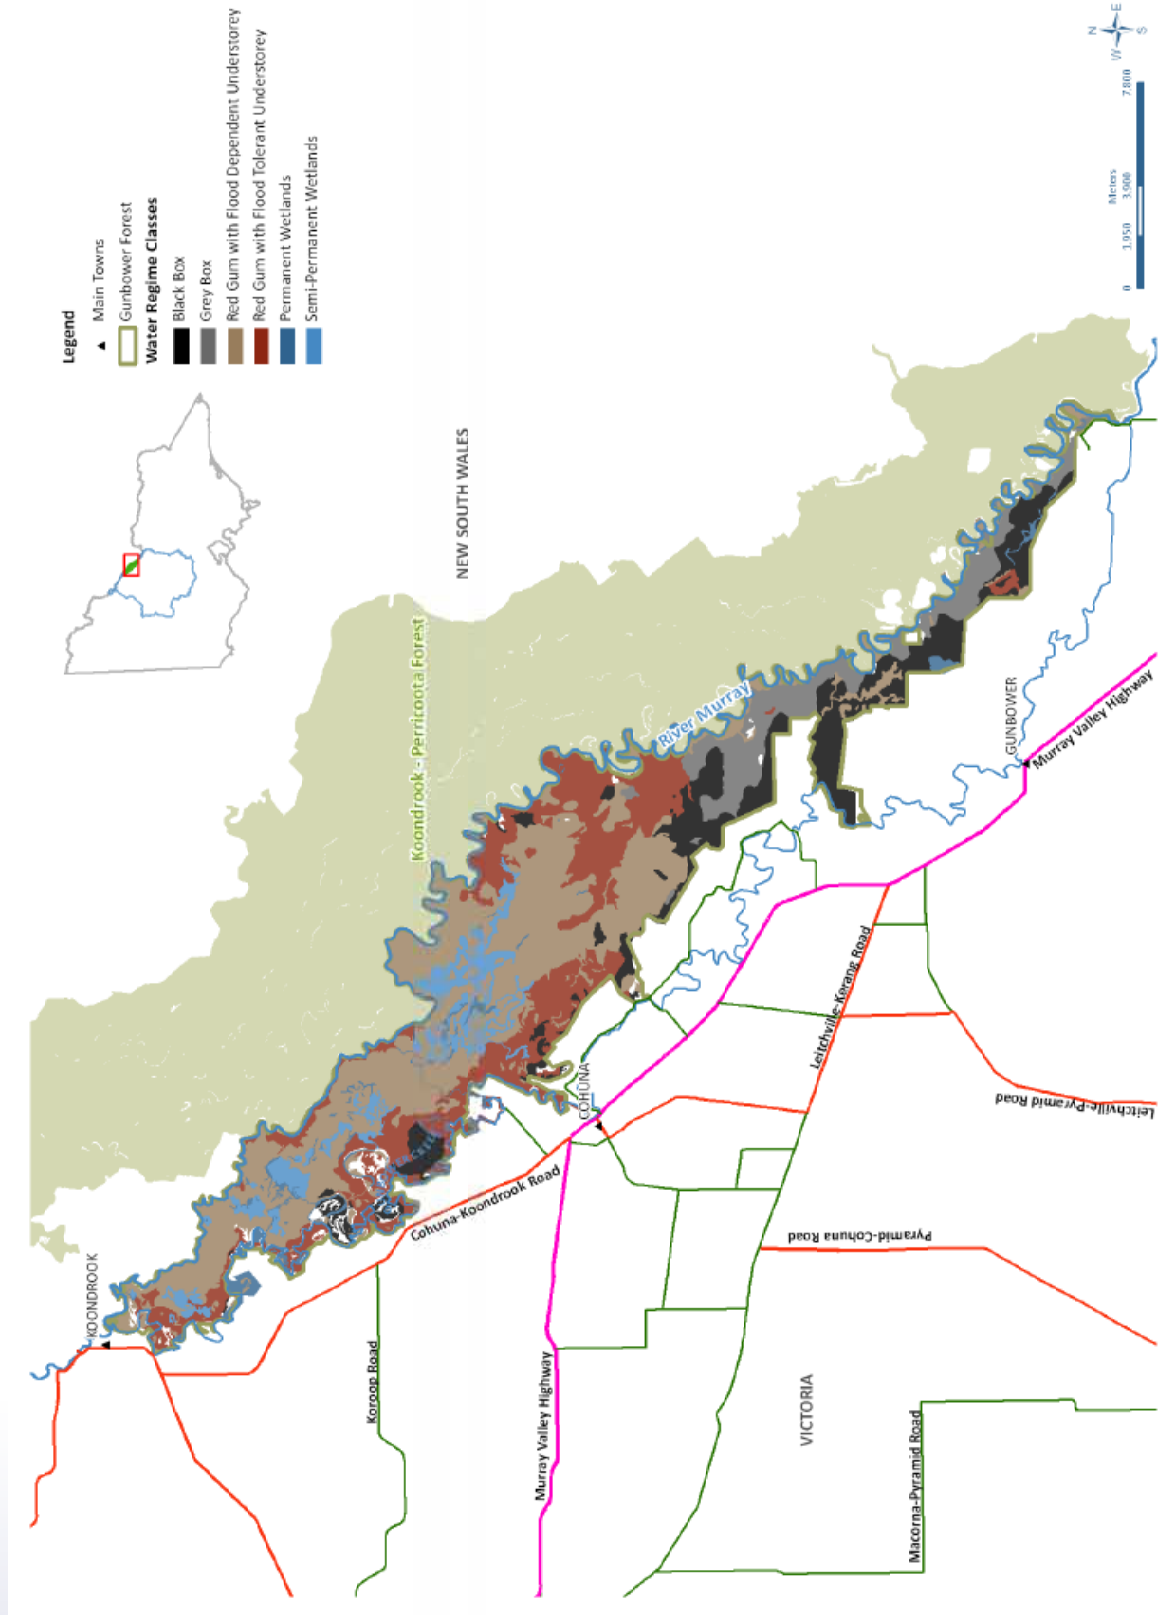 Legend
Main Towns
Gunbower Forest
Water Regime Classes
Black Box
Grey Box
Red Gum with Flood Dependent Understorey
Red Gum with Flood Tolerant Understorey
Permanent Wetlands
Semi-Permanent Wetlands
N
E
S
W
Meters
0 1,950 3,900 7,800
NEW SOUTH WALES
Koondrook - Perricota Forest
River Murray
KOONDROOK
COHUNA
GUNBOWER
Cohuna-Koondrook Road
Koroop Road
Murray Valley Highway
Murray Valley Highway
Leitchville-Kerang Road
Leitchville-Pyramid Road
Pyramid-Cohuna Road
VICTORIA
Macorna-Pyramid Road